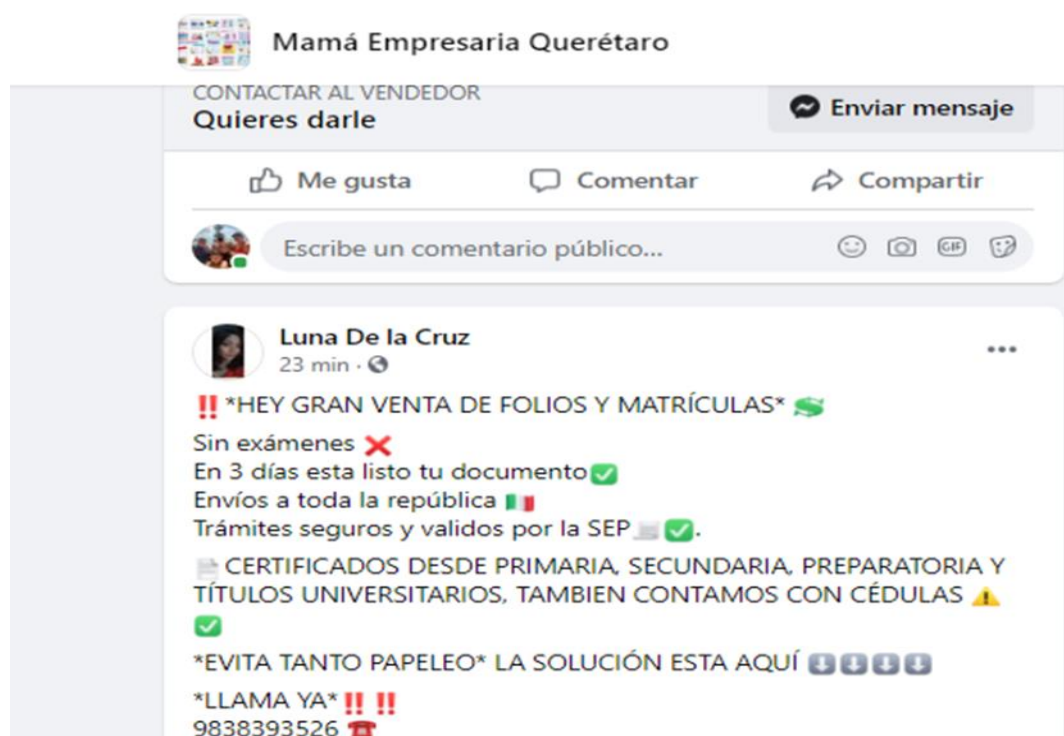 Mamá Empresaria Querétaro
CONTACTAR AL VENDEDOR
Quieres darle
Enviar mensaje
Me gusta
Comentar
Compartir
Escribe un comentario público...
GIF
Luna De la Cruz
23 min ·
‼️*HEY GRAN VENTA DE FOLIOS Y MATRÍCULAS* 💲
Sin exámenes ❌
En 3 días esta listo tu documento✅
Envíos a toda la república 🇮🇹
Trámites seguros y validos por la SEP📃✅.
📄CERTIFICADOS DESDE PRIMARIA, SECUNDARIA, PREPARATORIA Y
TÍTULOS UNIVERSITARIOS, TAMBIEN CONTAMOS CON CÉDULAS ⚠️
✅
*EVITA TANTO PAPELEO* LA SOLUCIÓN ESTA AQUÍ ⬇️⬇️⬇️⬇️
*LLAMA YA*‼️ ‼️
9838393526 ☎️